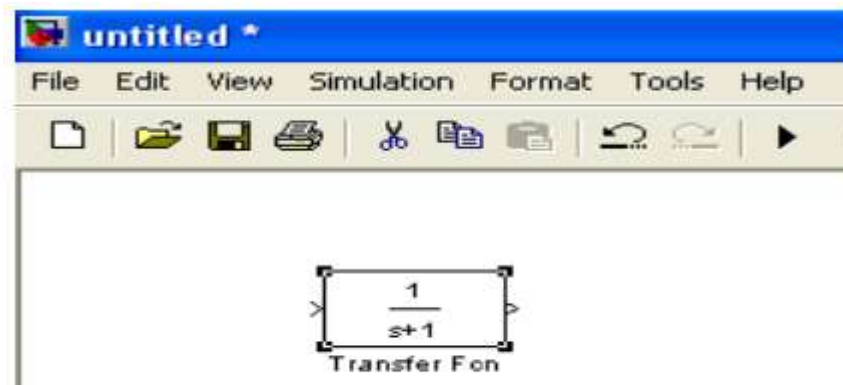 untitled *
File Edit View Simulation Format Tools Help
1
s+1
Transfer Fcn